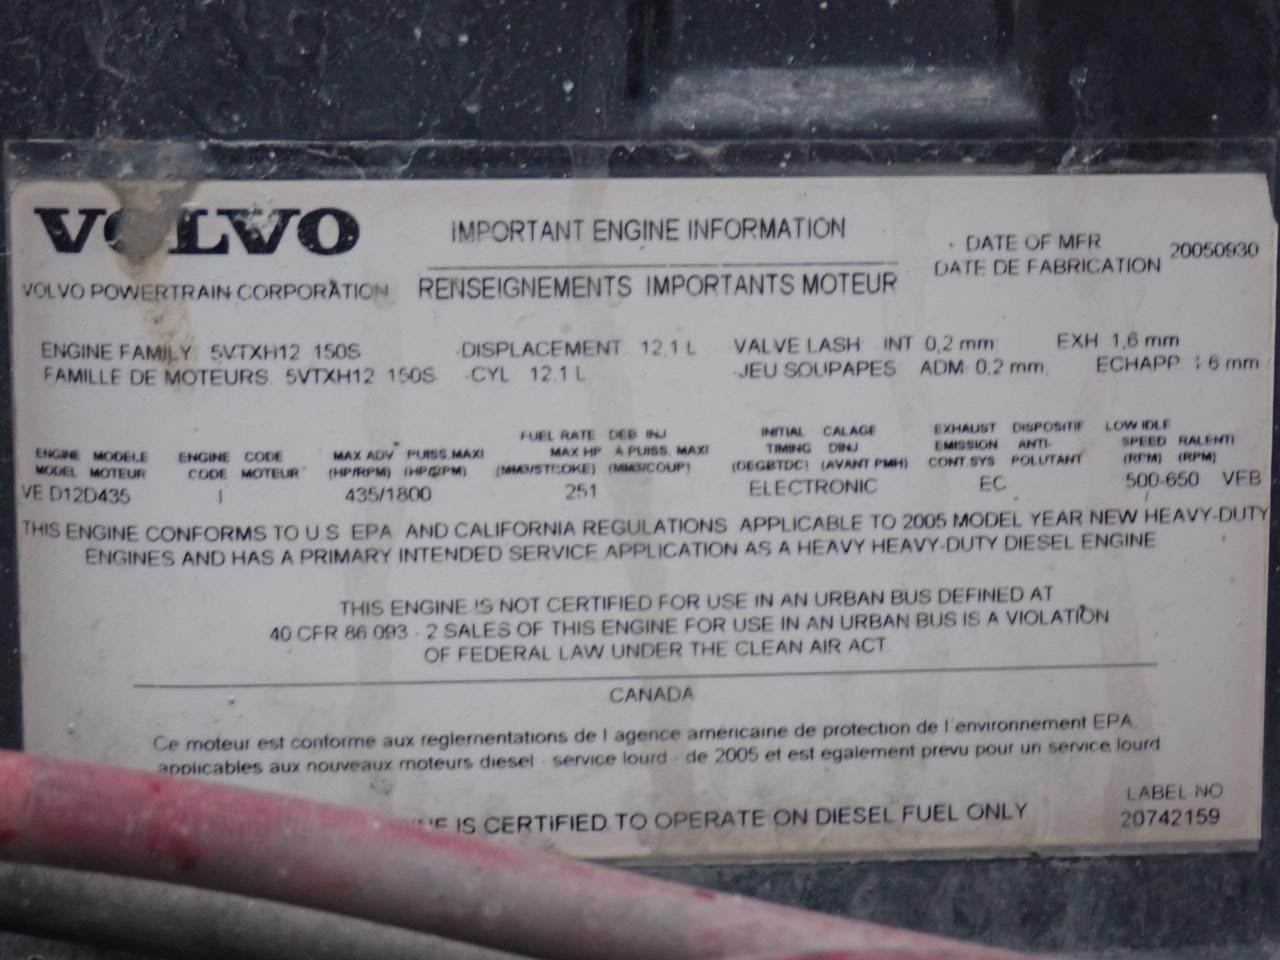 VOLVO
VOLVO POWERTRAIN CORPORATION
IMPORTANT ENGINE INFORMATION
RENSEIGNEMENTS IMPORTANTS MOTEUR
DATE OF MFR
DATE DE FABRICATION
20050930
ENGINE FAMILY 5VTXH12 150S DISPLACEMENT 12,1 L VALVE LASH INT 0,2 mm EXH 1,6 mm
FAMILLE DE MOTEURS 5VTXH12 150S CYL 12.1 L JEU SOUPAPES ADM 0.2 mm ECHAPP 6 mm
ENGINE MODELE
MODEL MOTEUR
VE D12D435
ENGINE CODE
CODE MOTEUR
MAX ADV PUISS.MAXI
(HP/RPM) (HP/RPM)
435/1800
FUEL RATE DEB INJ
MAX HP A PUISS. MAXI
(MM3/STROKE) (MM3/COUP)
251
INITIAL CALAGE
TIMING DINJ
(DEGBTDC) (AVANT PMH)
ELECTRONIC
EXHAUST DISPOSITIF
EMISSION ANTI-
CONT.SYS POLUTANT
EC
LOW IDLE
SPEED RALENTI
(RPM) (RPM)
500-650 VEB
THIS ENGINE CONFORMS TO U.S EPA AND CALIFORNIA REGULATIONS APPLICABLE TO 2005 MODEL YEAR NEW HEAVY-DUTY
ENGINES AND HAS A PRIMARY INTENDED SERVICE APPLICATION AS A HEAVY HEAVY-DUTY DIESEL ENGINE
THIS ENGINE IS NOT CERTIFIED FOR USE IN AN URBAN BUS DEFINED AT
40 CFR 86 093 - 2 SALES OF THIS ENGINE FOR USE IN AN URBAN BUS IS A VIOLATION
OF FEDERAL LAW UNDER THE CLEAN AIR ACT
CANADA
Ce moteur est conforme aux reglementations de l agence américaine de protection de l'environnement EPA,
applicables aux nouveaux moteurs diesel - service lourd - de 2005 et est egalement prevu pour un service lourd
IS CERTIFIED TO OPERATE ON DIESEL FUEL ONLY
LABEL NO
20742159